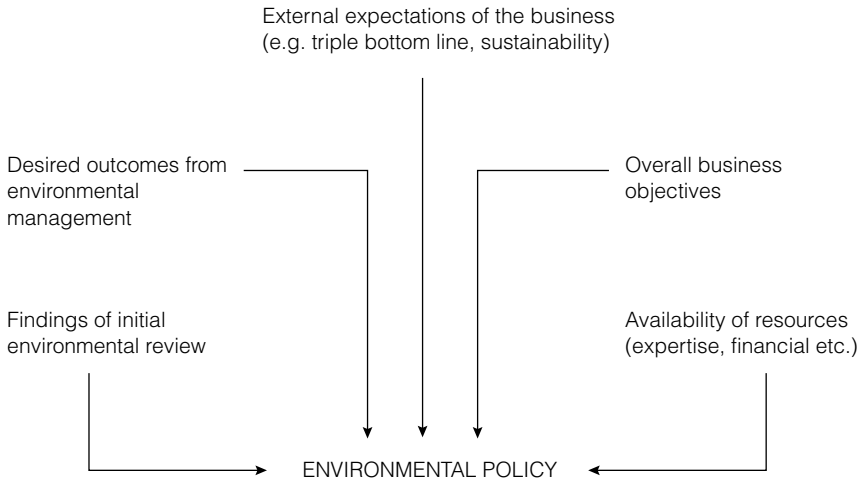 External expectations of the business
(e.g. triple bottom line, sustainability)
Desired outcomes from
environmental
management
Overall business
objectives
Findings of initial
environmental review
Availability of resources
(expertise, financial etc.)
ENVIRONMENTAL POLICY